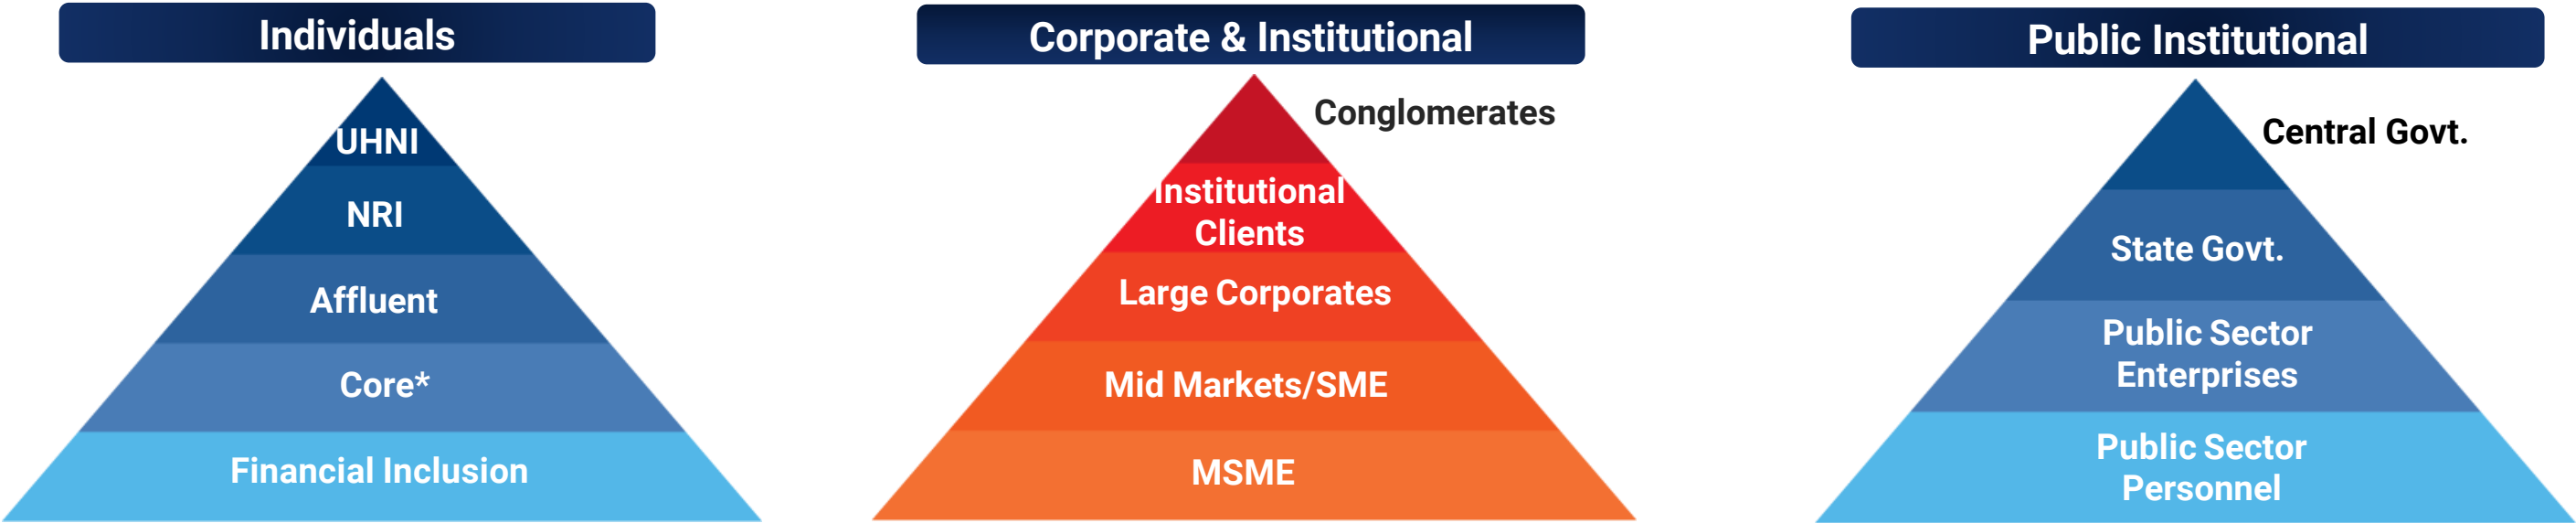 Individuals
UHNI
NRI
Affluent
Core*
Financial Inclusion
Corporate & Institutional
Conglomerates
Institutional
Clients
Large Corporates
Mid Markets/SME
MSME
Public Institutional
Central Govt.
State Govt.
Public Sector
Enterprises
Public Sector
Personnel